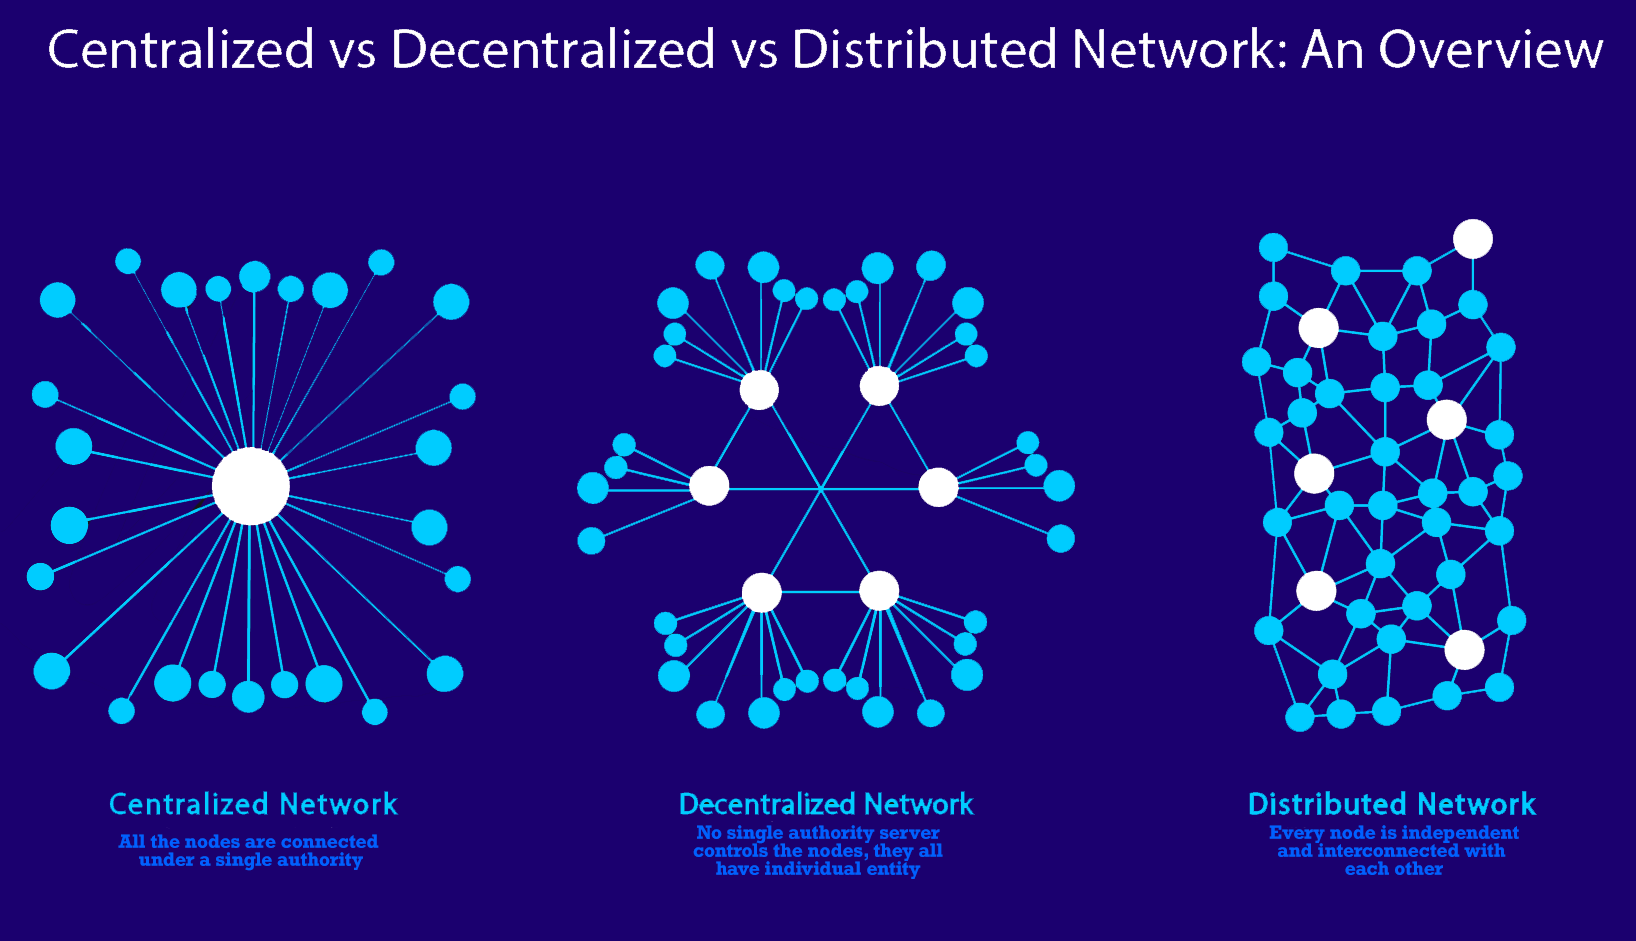 Centralized vs Decentralized vs Distributed Network: An Overview
Centralized Network
All the nodes are connected
under a single authority
Decentralized Network
No single authority server
controls the nodes, they all
have individual entity
Distributed Network
Every node is independent
and interconnected with
each other